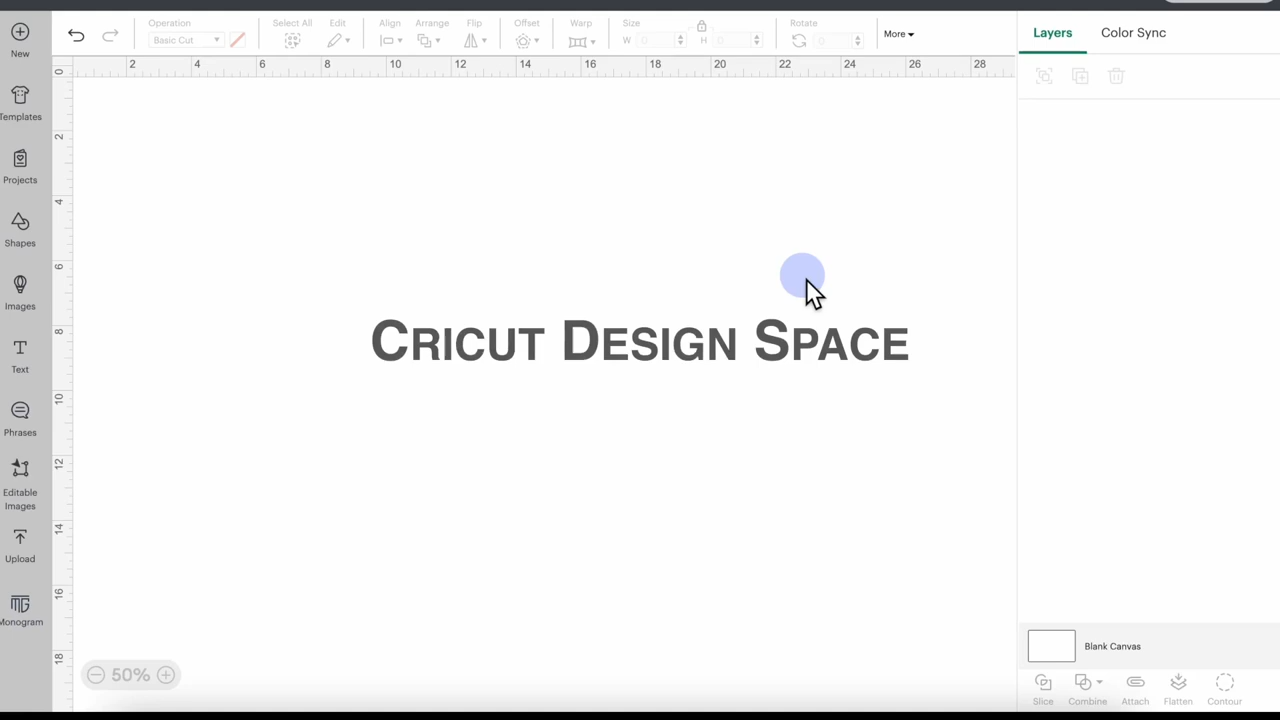 New
Templates
Projects
Shapes
Images
Text
Phrases
Editable
Images
Upload
Monogram
Operation
Basic Cut
Select All
Edit
Align
Arrange
Flip
Offset
Warp
Size
W 0
H 0
Rotate
0
More
2 4 6 8 10 12 14 16 18 20 22 24 26 28
0
2
4
6
8
10
12
14
16
18
CRICUT DESIGN SPACE
50%
Layers Color Sync
Blank Canvas
Slice Combine Attach Flatten Contour